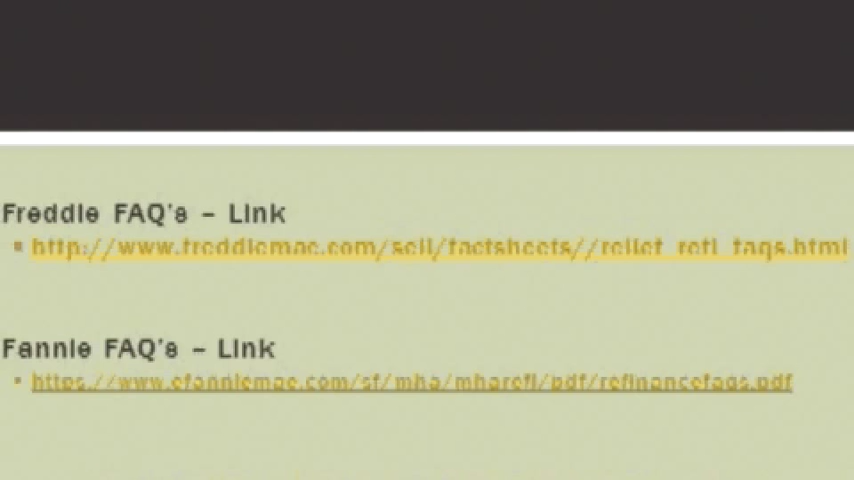 Freddie FAQ's – Link
http://www.freddiemac.com/sell/factsheets//relief_refi_faqs.html
Fannie FAQ's – Link
https://www.efanniemae.com/sf/mha/mharefi/pdf/refinancefaqs.pdf